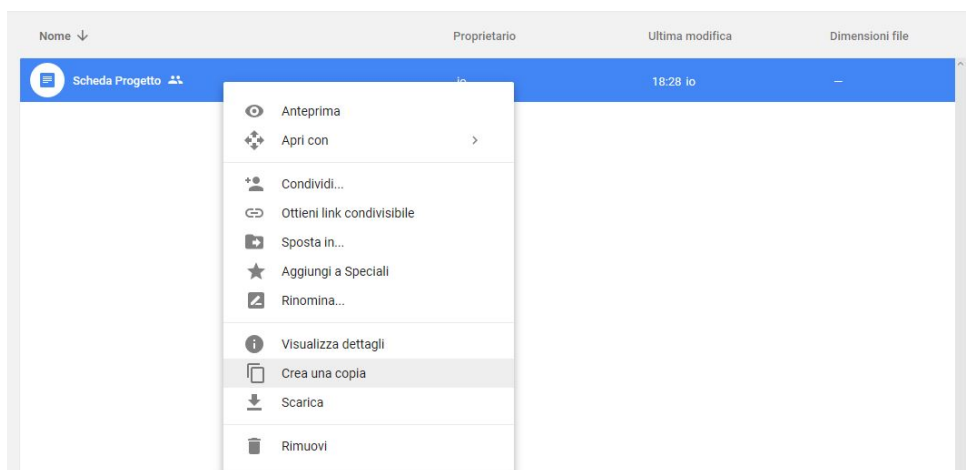 Nome Proprietario Ultima modifica Dimensioni file
Scheda Progetto io 18:28 io —
Anteprima
Apri con
Condividi...
Ottieni link condivisibile
Sposta in...
Aggiungi a Speciali
Rinomina...
Visualizza dettagli
Crea una copia
Scarica
Rimuovi